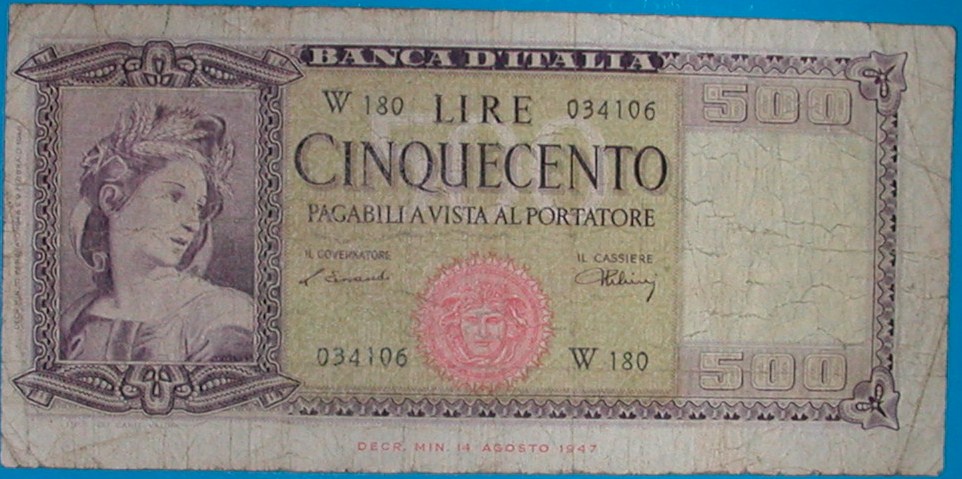 BANCA D'ITALIA
500
W 180 LIRE 034106
CINQUECENTO
PAGABILI A VISTA AL PORTATORE
IL GOVERNATORE
IL CASSIERE
034106
W 180
500
DECR. MIN. 14 AGOSTO 1947